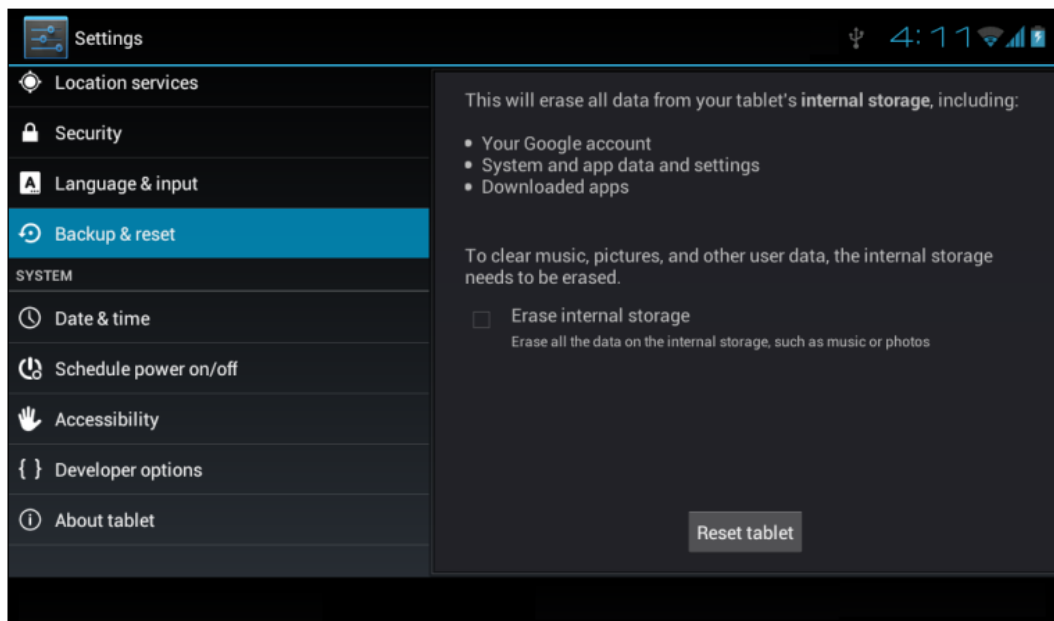 Settings
4:11
Location services
Security
Language & input
Backup & reset
SYSTEM
Date & time
Schedule power on/off
Accessibility
{ } Developer options
About tablet
This will erase all data from your tablet's internal storage, including:
• Your Google account
• System and app data and settings
• Downloaded apps
To clear music, pictures, and other user data, the internal storage
needs to be erased.
Erase internal storage
Erase all the data on the internal storage, such as music or photos
Reset tablet